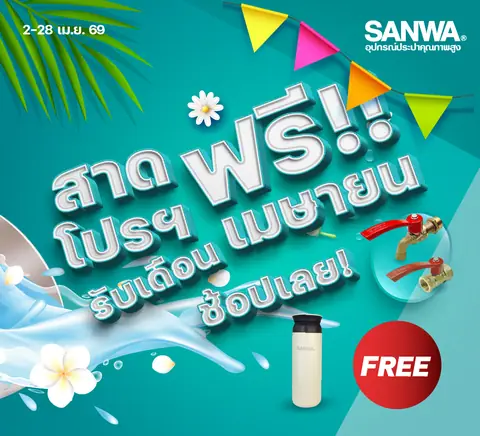 2-28 เม.ย. 69
SANWA®
อุปกรณ์ประปาคุณภาพสูง
สาด ฟรี!!
โปรฯ เมษายน
รับเดือน ช้อปเลย!
SANWA
FREE